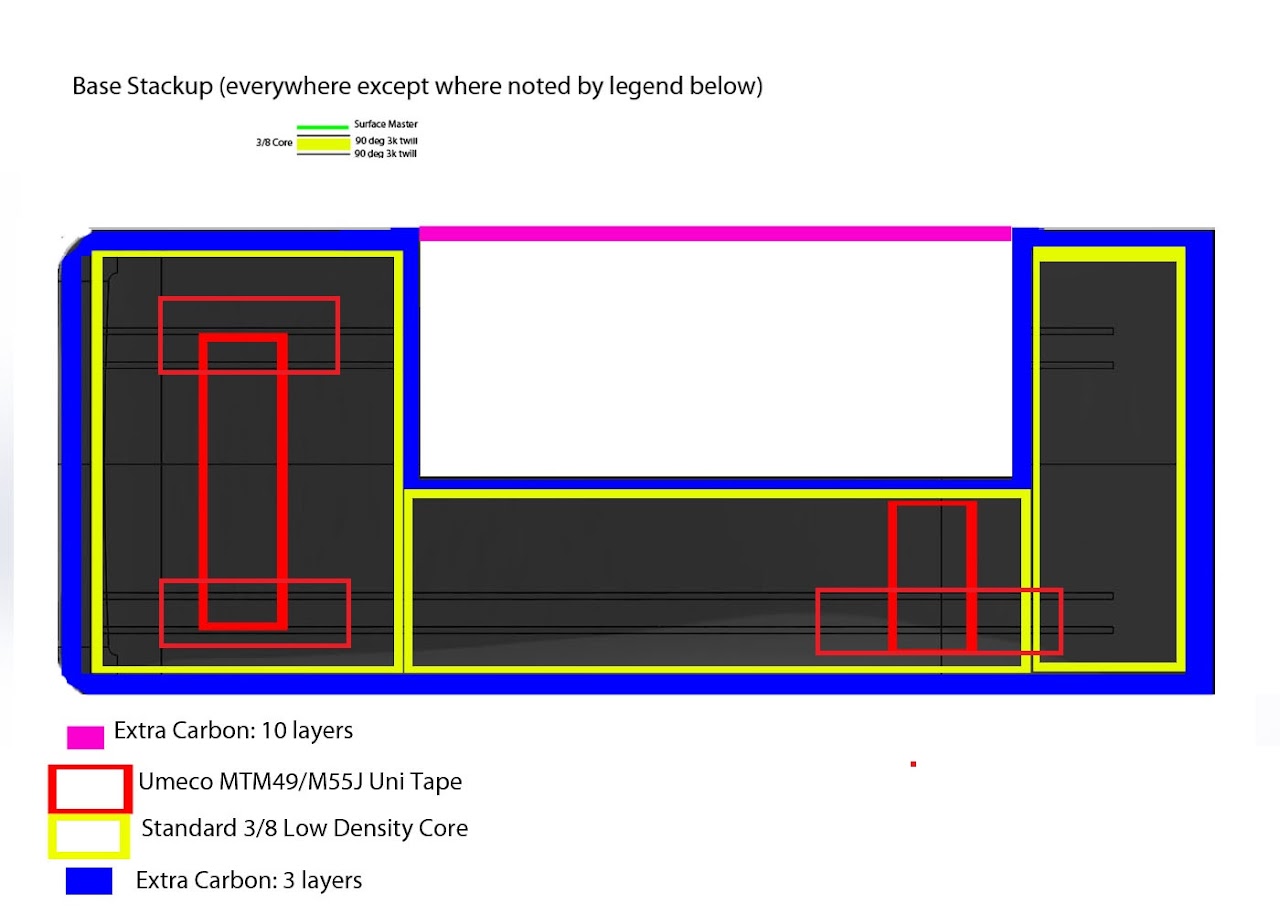 Base Stackup (everywhere except where noted by legend below)
Surface Master
3/8 Core
90 deg 3k twill
90 deg 3k twill
Extra Carbon: 10 layers
Umeco MTM49/M55J Uni Tape
Standard 3/8 Low Density Core
Extra Carbon: 3 layers